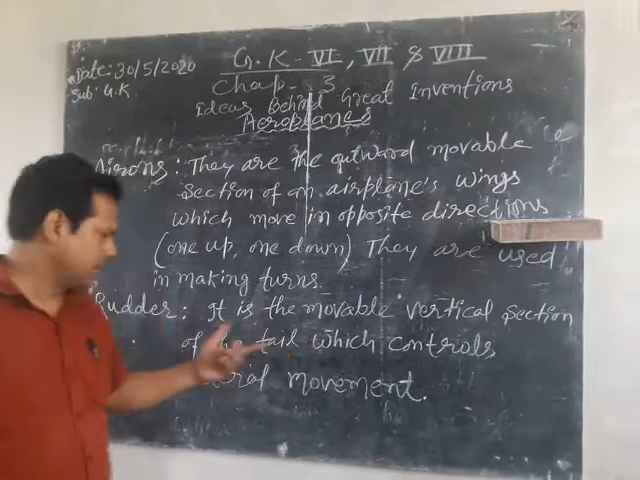 Date: 30/5/2020
Sub: G.K
G.K - VI, VII & VIII
Chap - 3
Ideas Behind Great Inventions
Aeroplanes
Airons: They are the outward movable
section of an airplane's wings
which move in opposite directions
(one up, one down) They are used
in making turns.
Rudder: It is the movable vertical section
of the tail which controls
movement.